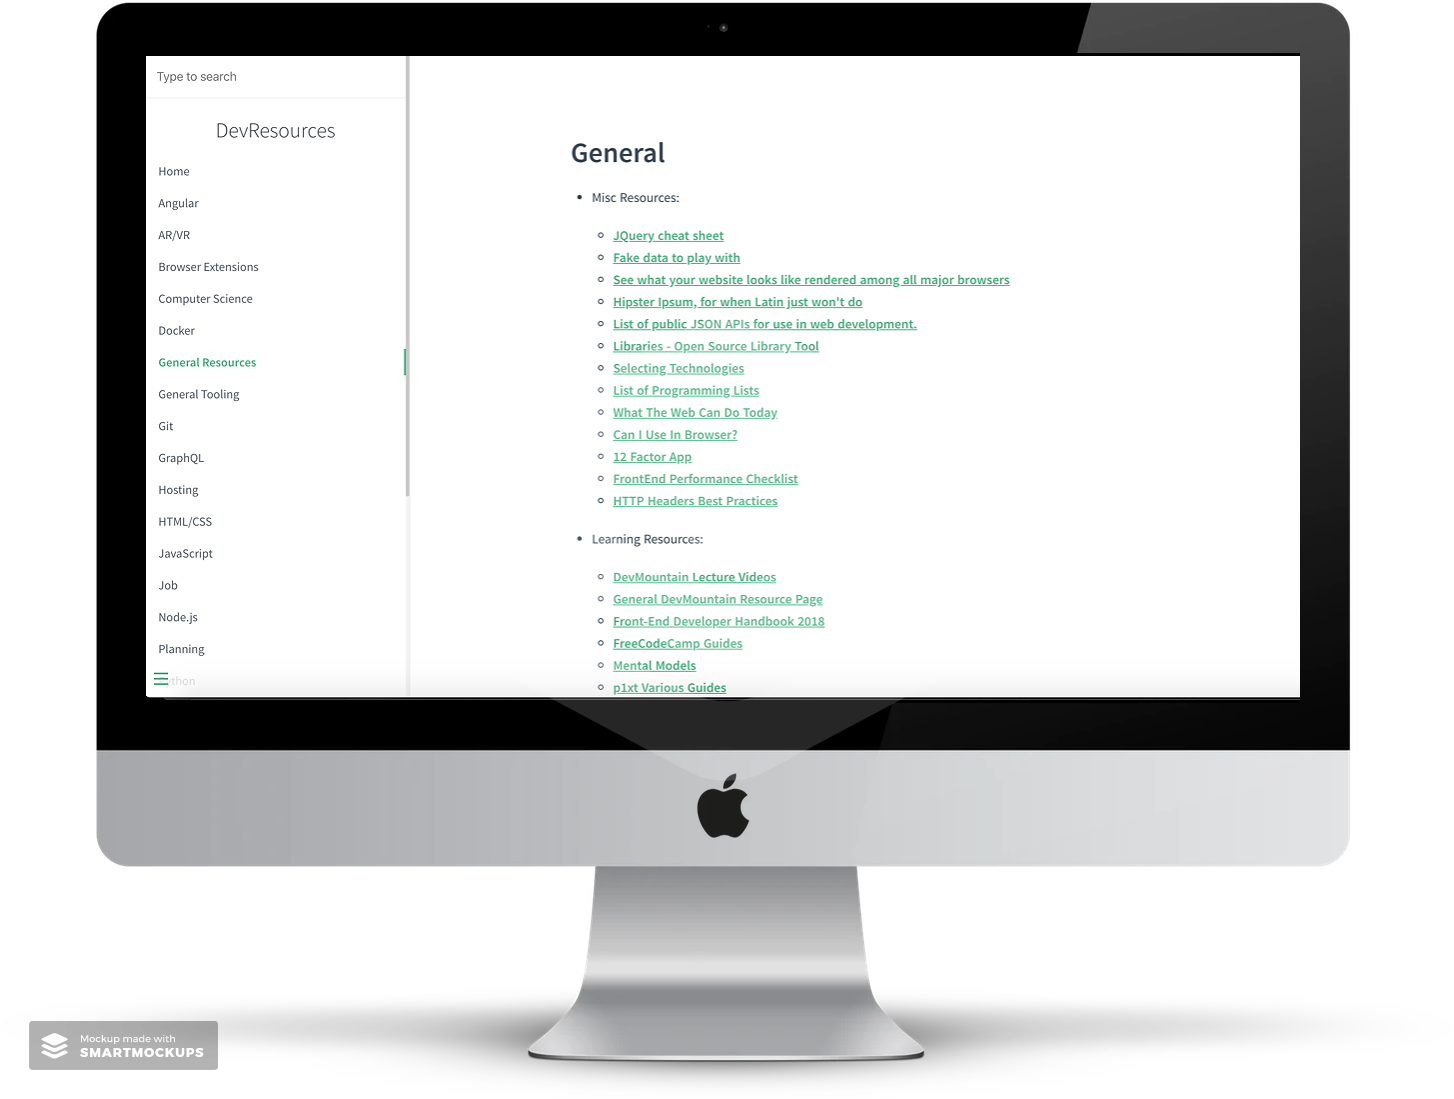 Type to search
DevResources
Home
Angular
AR/VR
Browser Extensions
Computer Science
Docker
General Resources
General Tooling
Git
GraphQL
Hosting
HTML/CSS
JavaScript
Job
Node.js
Planning
ython
General
Misc Resources:
JQuery cheat sheet
Fake data to play with
See what your website looks like rendered among all major browsers
Hipster Ipsum, for when Latin just won't do
List of public JSON APIs for use in web development.
Libraries - Open Source Library Tool
Selecting Technologies
List of Programming Lists
What The Web Can Do Today
Can I Use In Browser?
12 Factor App
FrontEnd Performance Checklist
HTTP Headers Best Practices
Learning Resources:
DevMountain Lecture Videos
General DevMountain Resource Page
Front-End Developer Handbook 2018
FreeCodeCamp Guides
Mental Models
p1xt Various Guides
Mockup made with
SMARTMOCKUPS